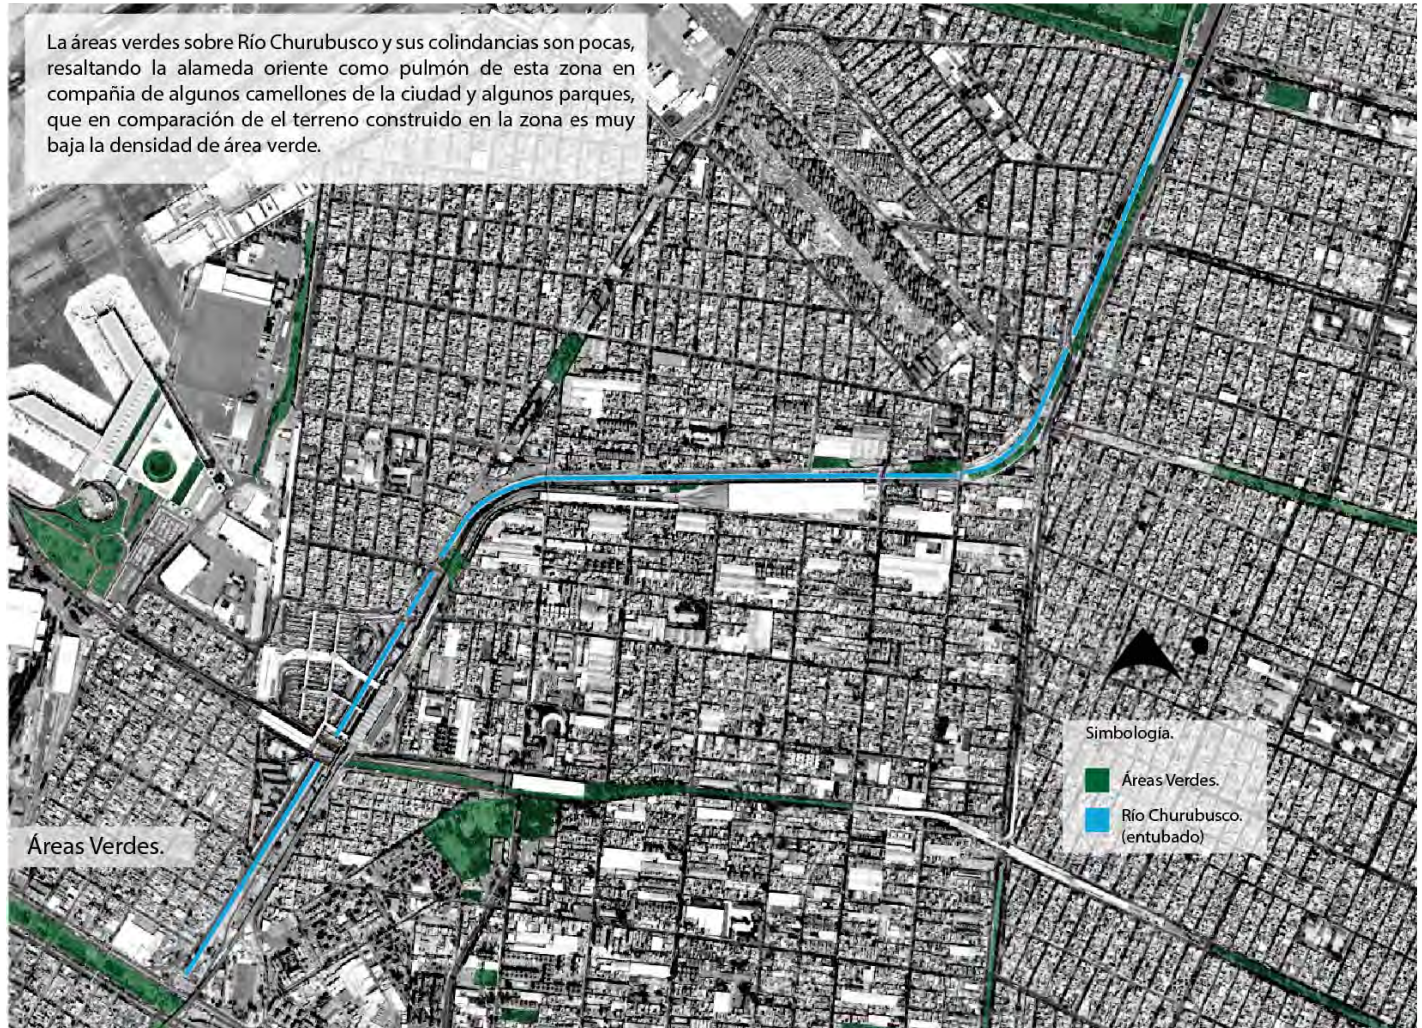 La áreas verdes sobre Río Churubusco y sus colindancias son pocas,
resaltando la alameda oriente como pulmón de esta zona en
compañia de algunos camellones de la ciudad y algunos parques,
que en comparación de el terreno construido en la zona es muy
baja la densidad de área verde.
Simbología.
Áreas Verdes.
Río Churubusco.
(entubado)
Áreas Verdes.